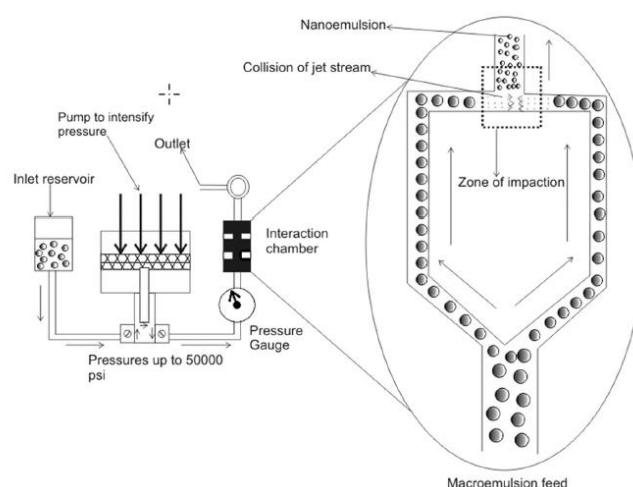 Nanoemulsion
Collision of jet stream
Pump to intensify
pressure
Outlet
Inlet reservoir
Zone of impaction
Interaction
chamber
Pressure
Gauge
Pressures up to 50000
psi
Macroemulsion feed